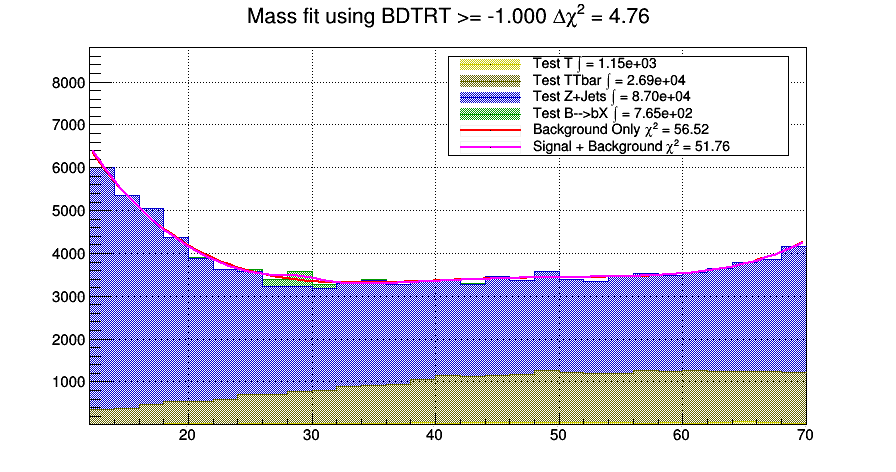 Mass fit using BDTRT >= -1.000 Δχ² = 4.76
Test T ∫ = 1.15e+03
Test TTbar ∫ = 2.69e+04
Test Z+Jets ∫ = 8.70e+04
Test B-->bX ∫ = 7.65e+02
Background Only χ² = 56.52
Signal + Background χ² = 51.76
8000
7000
6000
5000
4000
3000
2000
1000
20 30 40 50 60 70